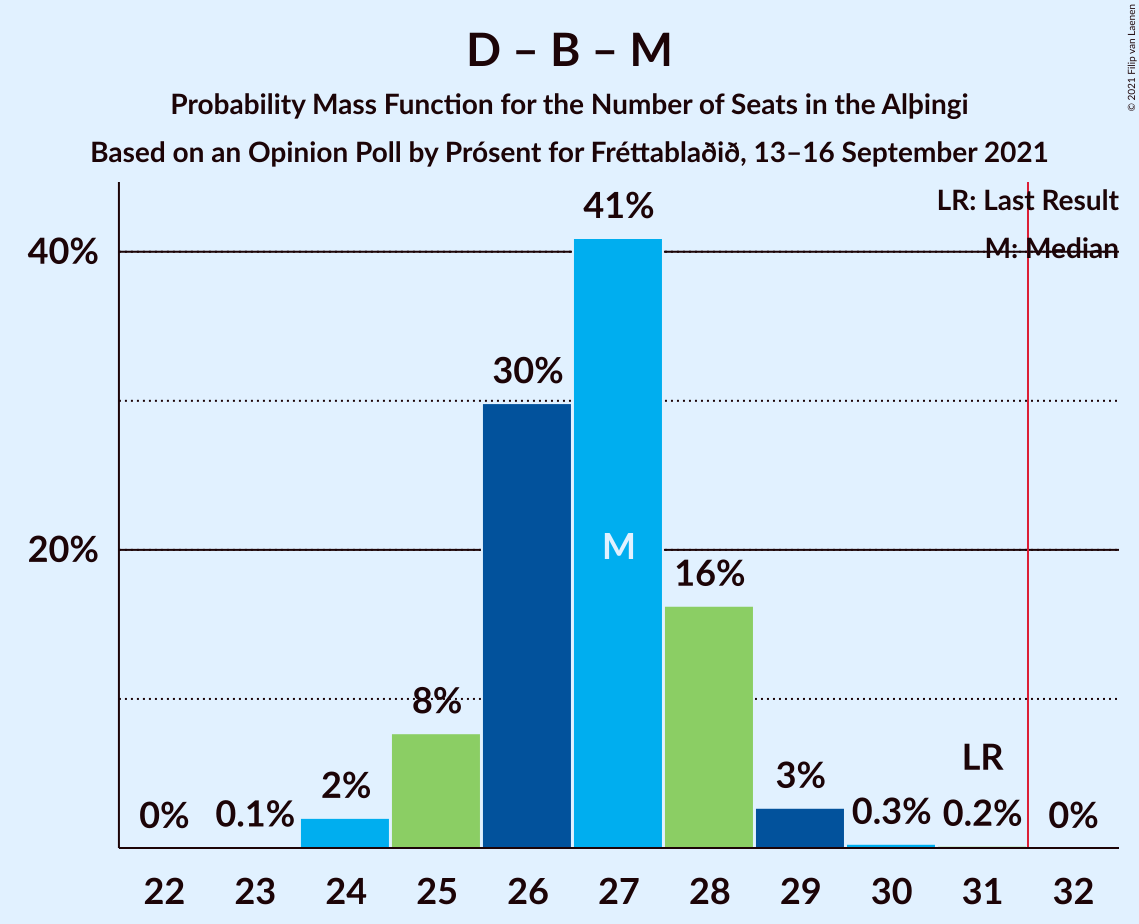 D – B – M
Probability Mass Function for the Number of Seats in the Alþingi
Based on an Opinion Poll by Prósent for Fréttablaðið, 13–16 September 2021
© 2021 Filip van Laenen
LR: Last Result
M: Median
40%
20%
0%
0.1%
2%
8%
30%
41%
M
16%
3%
0.3%
LR
0.2%
0%
22 23 24 25 26 27 28 29 30 31 32